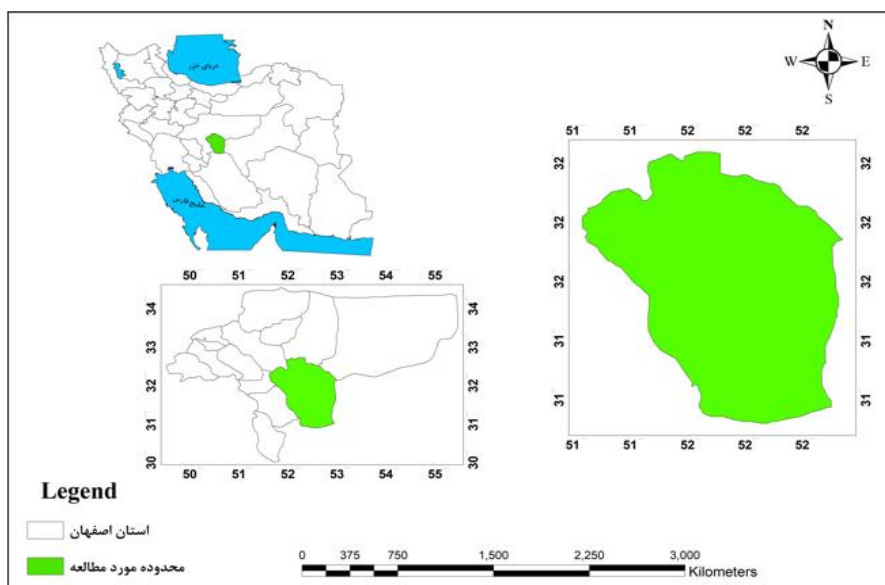 N
W E
S
دریای خزر
خلیج فارس
50 51 52 53 54 55
34 34
33 33
32 32
31 31
30 30
50 51 52 53 54 55
51 51 52 52 52
32 32
32 32
32 32
31 31
31 31
51 51 52 52 52
Legend
استان اصفهان
محدوده مورد مطالعه
0 375 750 1,500 2,250 3,000
Kilometers